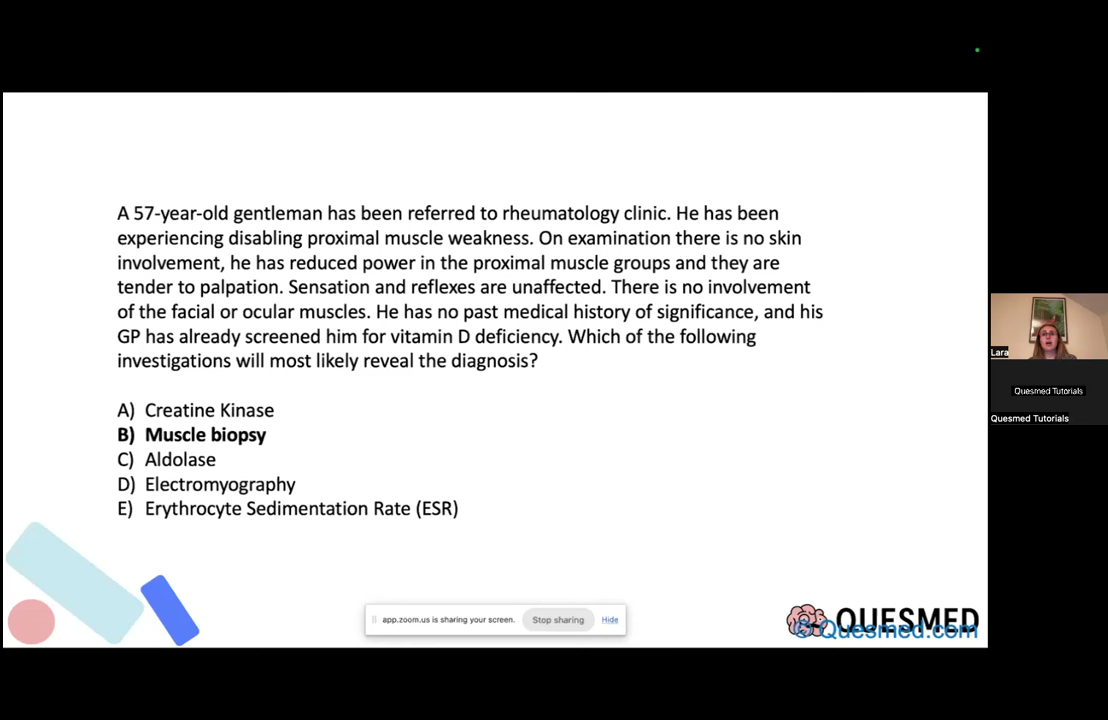 A 57-year-old gentleman has been referred to rheumatology clinic. He has been
experiencing disabling proximal muscle weakness. On examination there is no skin
involvement, he has reduced power in the proximal muscle groups and they are
tender to palpation. Sensation and reflexes are unaffected. There is no involvement
of the facial or ocular muscles. He has no past medical history of significance, and his
GP has already screened him for vitamin D deficiency. Which of the following
investigations will most likely reveal the diagnosis?
A) Creatine Kinase
B) Muscle biopsy
C) Aldolase
D) Electromyography
E) Erythrocyte Sedimentation Rate (ESR)
Lara
Quesmed Tutorials
Quesmed Tutorials
app.zoom.us is sharing your screen. Stop sharing Hide
QUESMED
© Quesmed.com